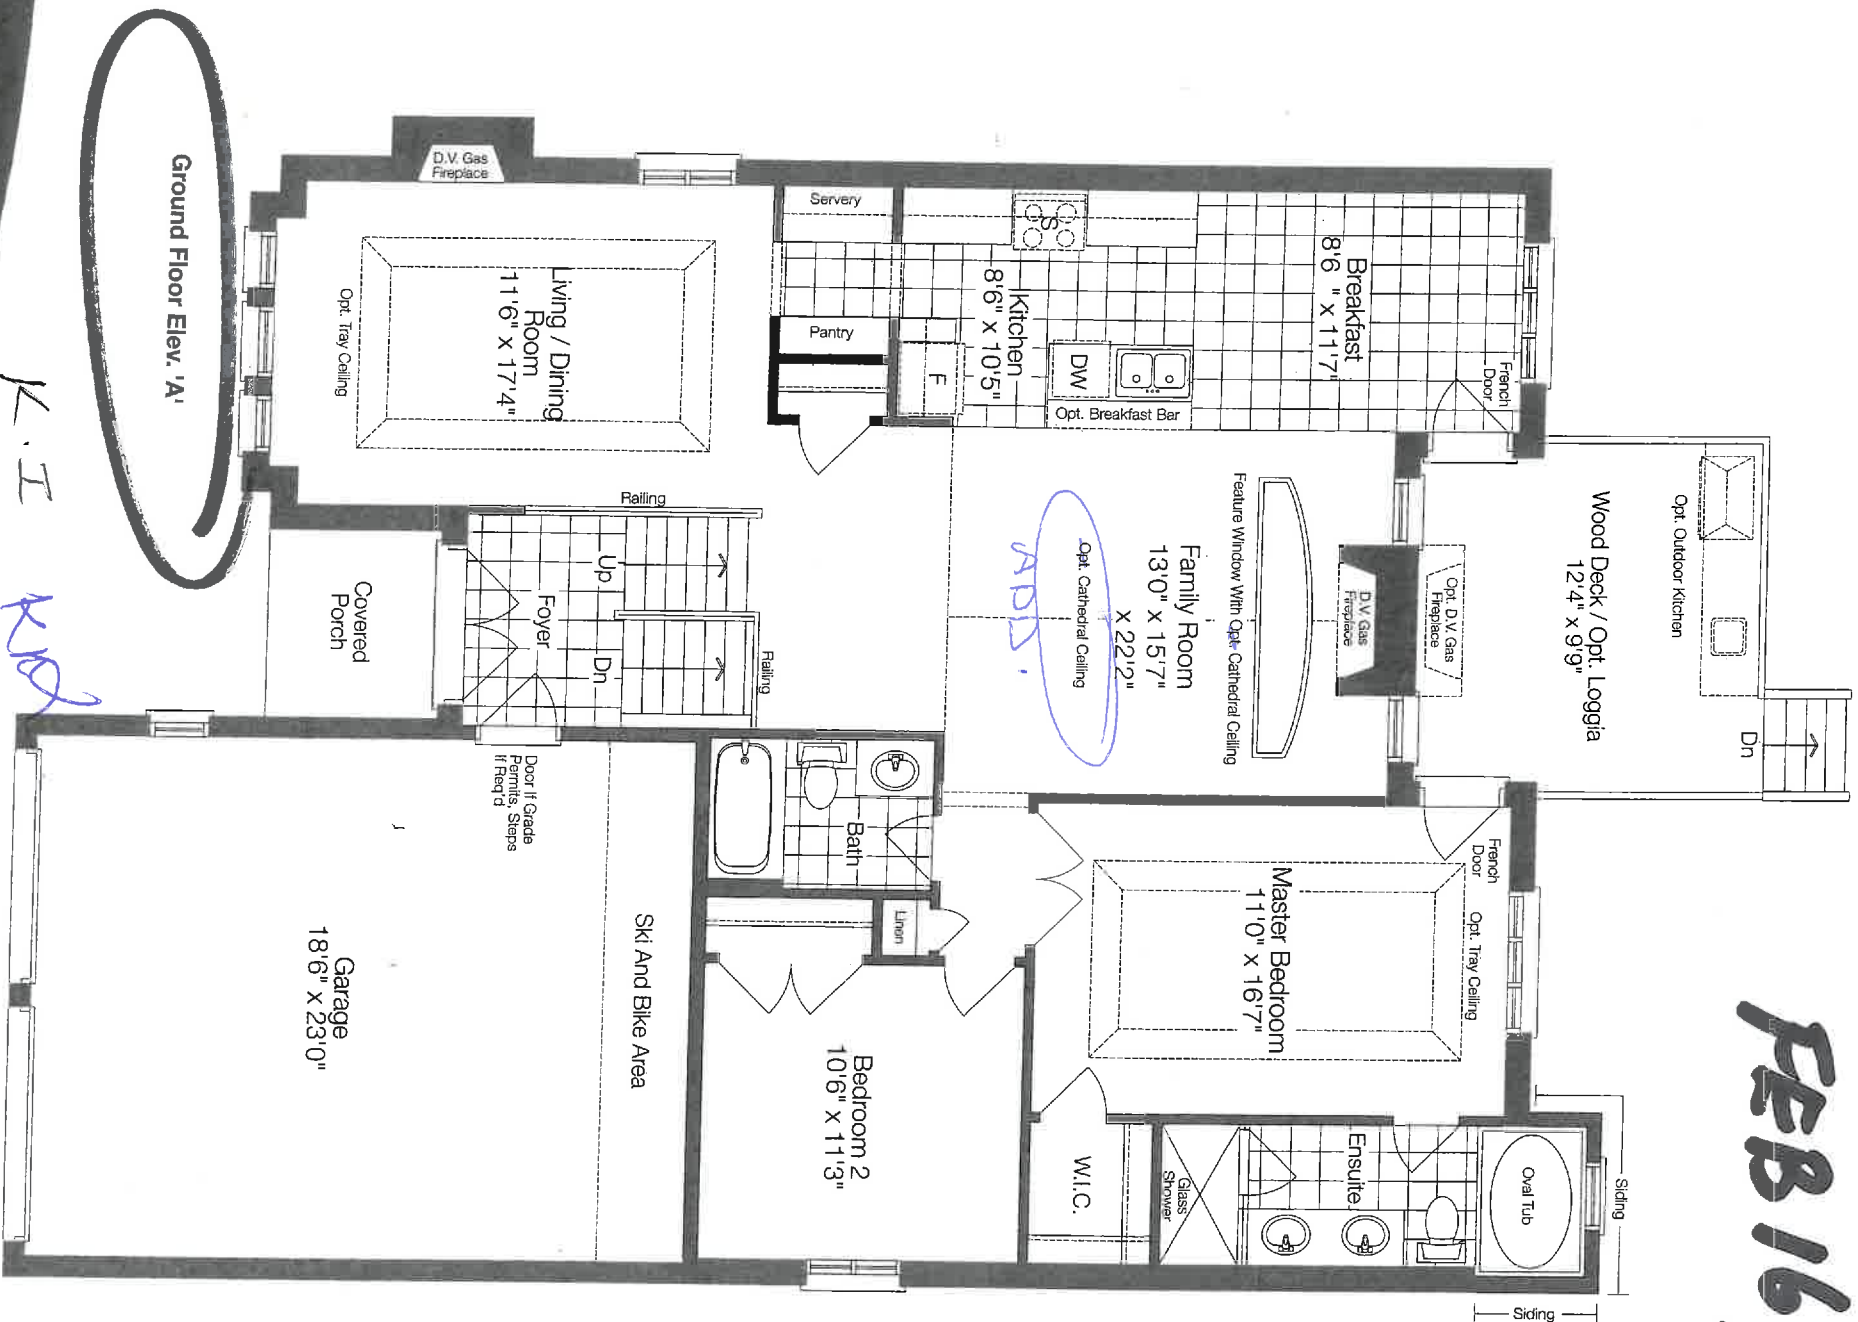 FEB 16
Siding
Siding
Opt. Outdoor Kitchen
Wood Deck / Opt. Loggia
12'4" x 9'9"
Dn
French
Door
Breakfast
8'6" x 11'7"
Opt. D.V. Gas
Fireplace
D.V. Gas
Fireplace
Feature Window With Opt. Cathedral Ceiling
Family Room
13'0" x 15'7"
x 22'2"
Opt. Cathedral Ceiling
ADD.
French
Door
Opt. Tray Ceiling
Master Bedroom
11'0" x 16'7"
Oval Tub
Ensuite
Glass
Shower
W.I.C.
S
DW
Opt. Breakfast Bar
Kitchen
8'6" x 10'5"
F
Servery
Pantry
Bath
Linen
Bedroom 2
10'6" x 11'3"
D.V. Gas
Fireplace
Living / Dining
Room
11'6" x 17'4"
Opt. Tray Ceiling
Railing
Railing
Up
Dn
Foyer
Covered
Porch
Door If Grade
Permits, Steps
If Req'd
Ski And Bike Area
Garage
18'6" x 23'0"
Ground Floor Elev. 'A'
K.I